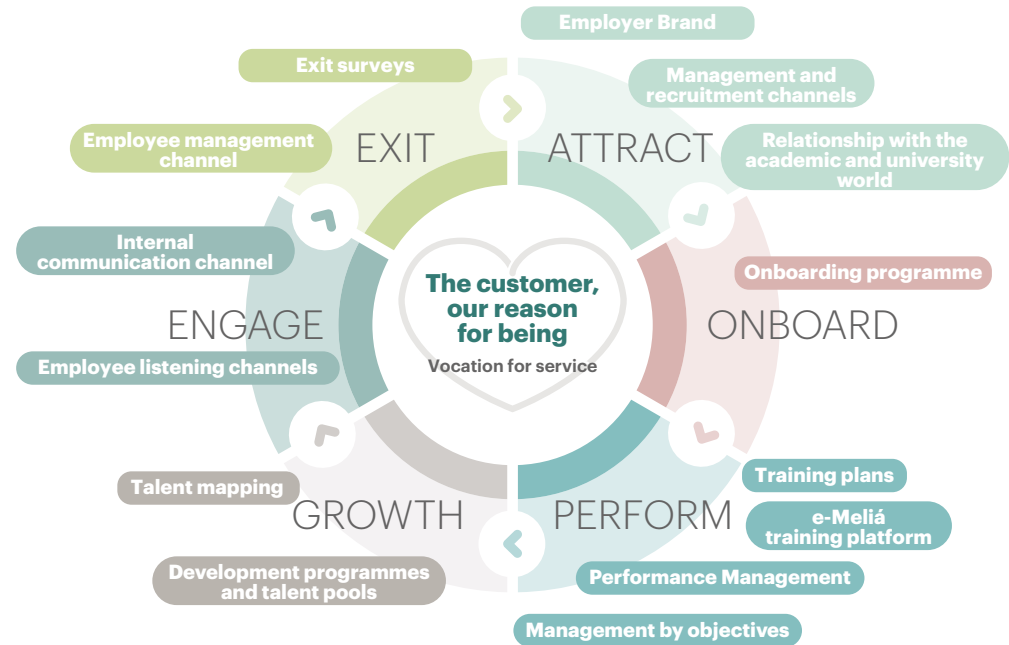 Employer Brand
Exit surveys
Management and
recruitment channels
Employee management
channel
EXIT
ATTRACT
Relationship with the
academic and university
world
Internal
communication channel
The customer,
our reason
for being
Vocation for service
Onboarding programme
ENGAGE
ONBOARD
Employee listening channels
Talent mapping
GROWTH
PERFORM
Training plans
e-Meliá
training platform
Development programmes
and talent pools
Performance Management
Management by objectives